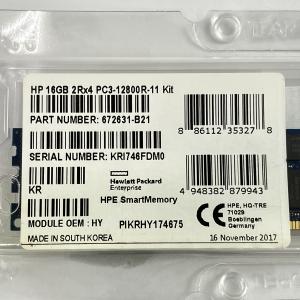 HP 16GB 2Rx4 PC3-12800R-11 Kit
PART NUMBER: 672631-B21
8 86112 35327 8
SERIAL NUMBER: KRI746FDM0
KR
Hewlett Packard
Enterprise
HPE SmartMemory
4 948382 879943
MODULE OEM : HY
PIKRHY174675
CE
HPE, HQ-TRE
71029
Boeblingen
Germany
MADE IN SOUTH KOREA
16 November 2017